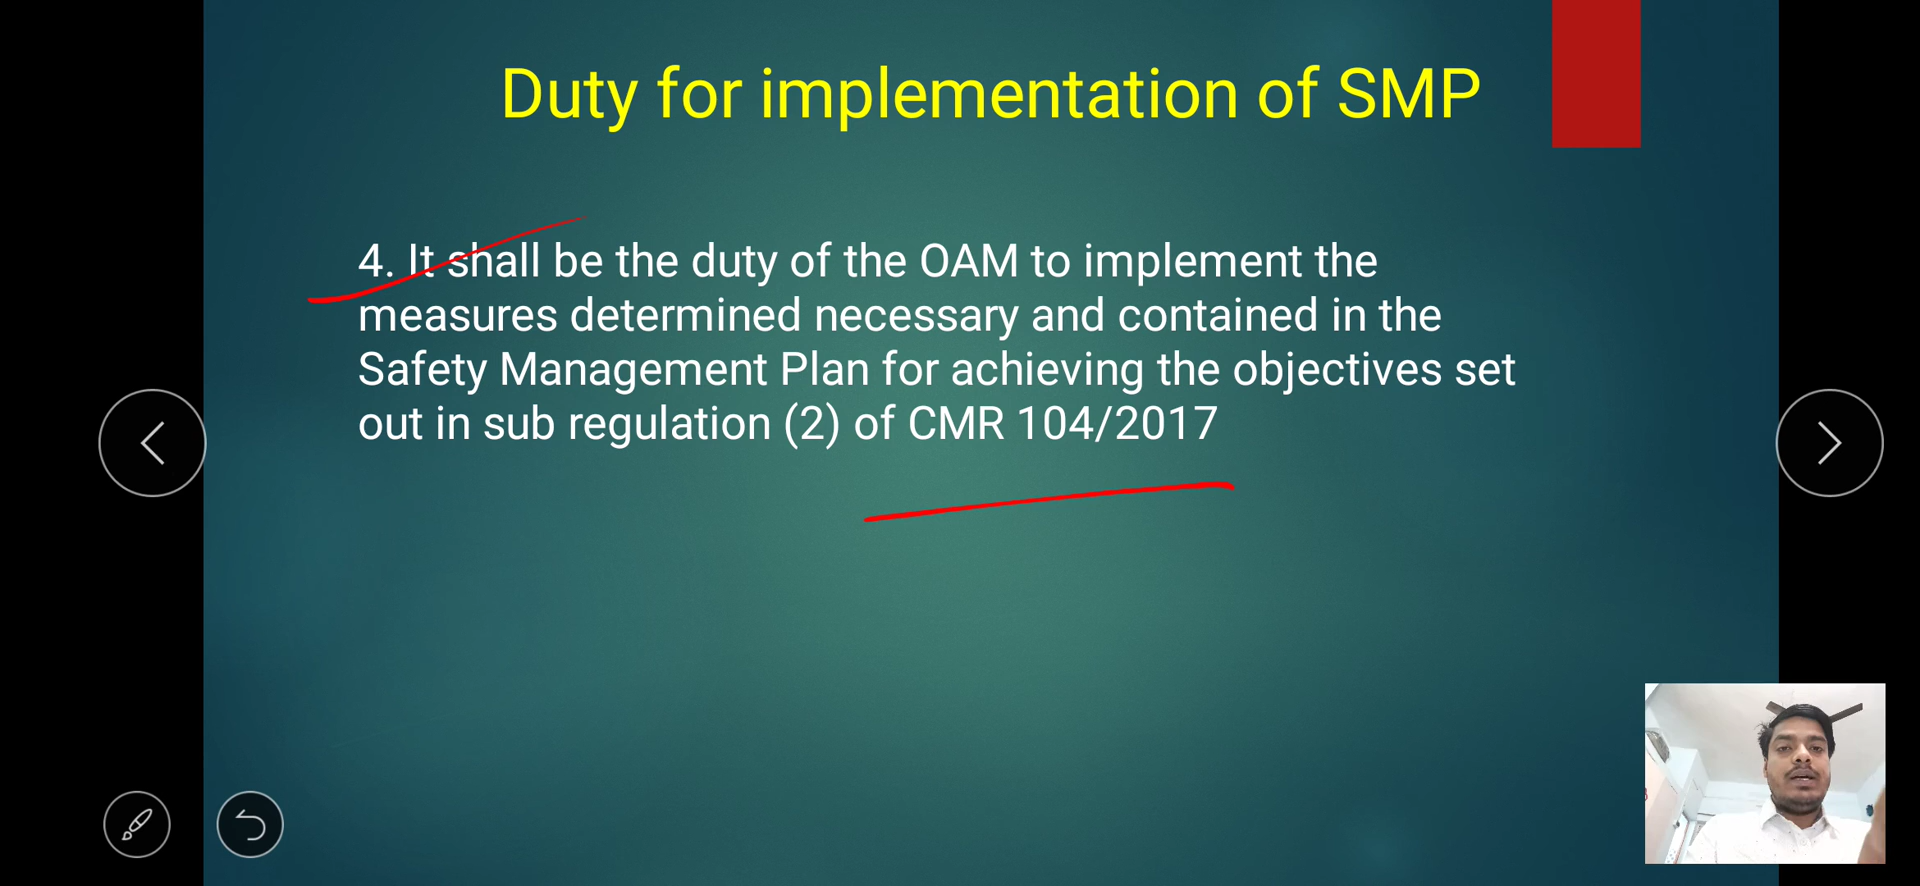 Duty for implementation of SMP
4. It shall be the duty of the OAM to implement the
measures determined necessary and contained in the
Safety Management Plan for achieving the objectives set
out in sub regulation (2) of CMR 104/2017